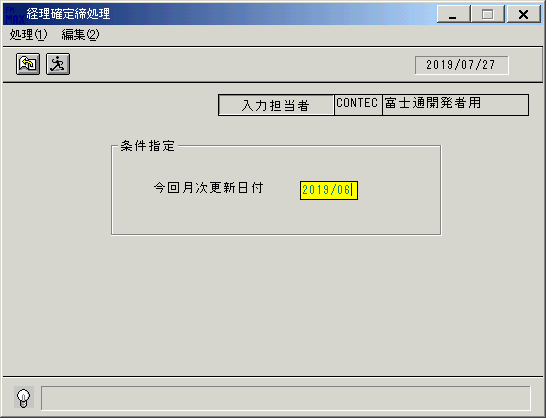 経理確定締処理
処理(1) 編集(2)
2019/07/27
入力担当者 CONTEC 富士通開発者用
条件指定
今回月次更新日付 2019/06